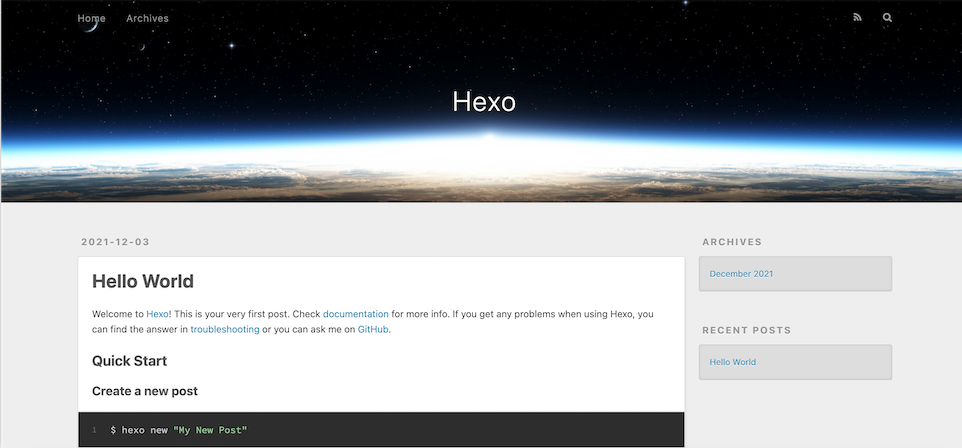 Home Archives
Hexo
2021-12-03
Hello World
Welcome to Hexo! This is your very first post. Check documentation for more info. If you get any problems when using Hexo, you
can find the answer in troubleshooting or you can ask me on GitHub.
Quick Start
Create a new post
1 $ hexo new "My New Post"
ARCHIVES
December 2021
RECENT POSTS
Hello World